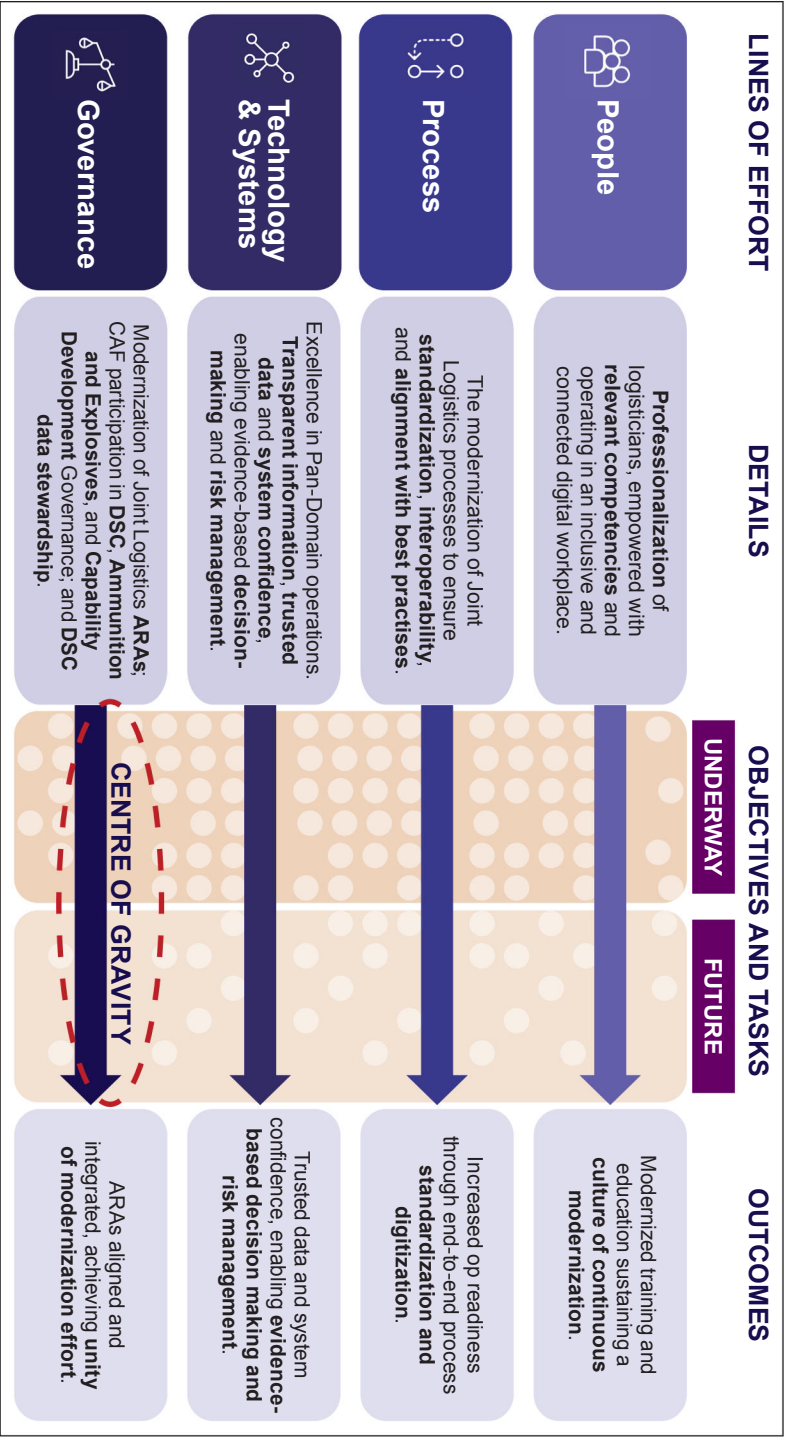 LINES OF EFFORT
DETAILS
OBJECTIVES AND TASKS
OUTCOMES
UNDERWAY
FUTURE
People
Professionalization of
logisticians, empowered with
relevant competencies and
operating in an inclusive and
connected digital workplace.
Modernized training and
education sustaining a
culture of continuous
modernization.
Process
The modernization of Joint
Logistics processes to ensure
standardization, interoperability,
and alignment with best practises.
Increased op readiness
through end-to-end process
standardization and
digitization.
Technology
& Systems
Excellence in Pan-Domain operations.
Transparent information, trusted
data and system confidence,
enabling evidence-based decision-
making and risk management.
Trusted data and system
confidence, enabling evidence-
based decision making and
risk management.
Governance
Modernization of Joint Logistics ARAs;
CAF participation in DSC, Ammunition
and Explosives, and Capability
Development Governance; and DSC
data stewardship.
CENTRE OF GRAVITY
ARAs aligned and
integrated, achieving unity
of modernization effort.